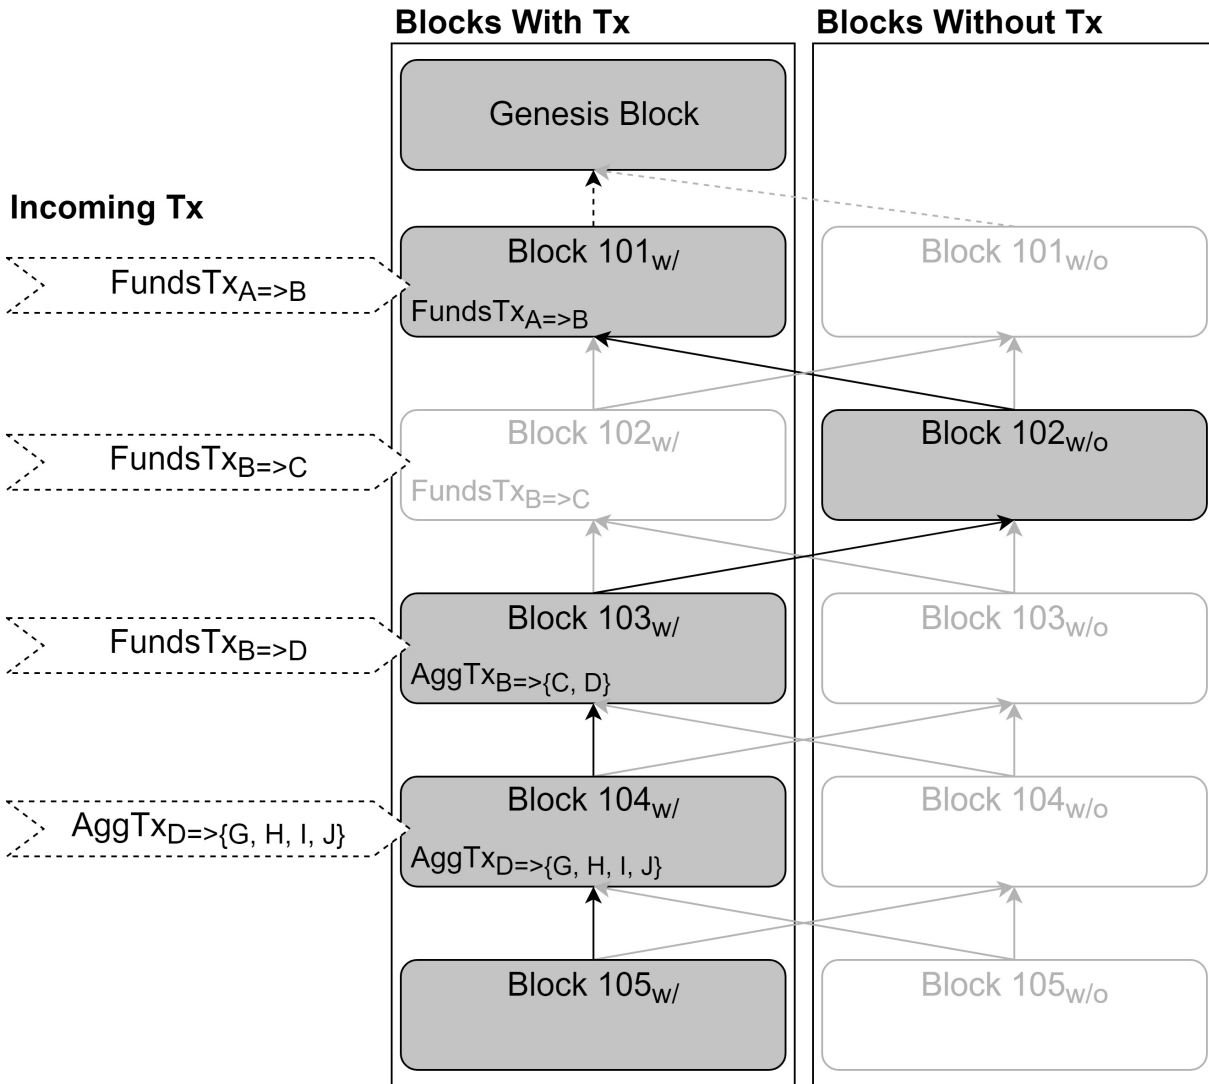 Blocks With Tx
Blocks Without Tx
Genesis Block
Incoming Tx
FundsTxA=>B
Block 101w/
FundsTxA=>B
Block 101w/o
FundsTxB=>C
Block 102w/
FundsTxB=>C
Block 102w/o
FundsTxB=>D
Block 103w/
AggTxB=>{C, D}
Block 103w/o
AggTxD=>{G, H, I, J}
Block 104w/
AggTxD=>{G, H, I, J}
Block 104w/o
Block 105w/
Block 105w/o